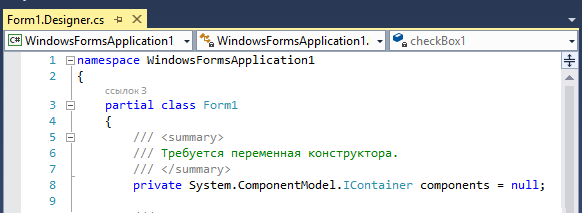 Form1.Designer.cs
C# WindowsFormsApplication1 WindowsFormsApplication1. checkBox1
1 namespace WindowsFormsApplication1
2 {
ссылок 3
3 partial class Form1
4 {
5 /// <summary>
6 /// Требуется переменная конструктора.
7 /// </summary>
8 private System.ComponentModel.IContainer components = null;
9